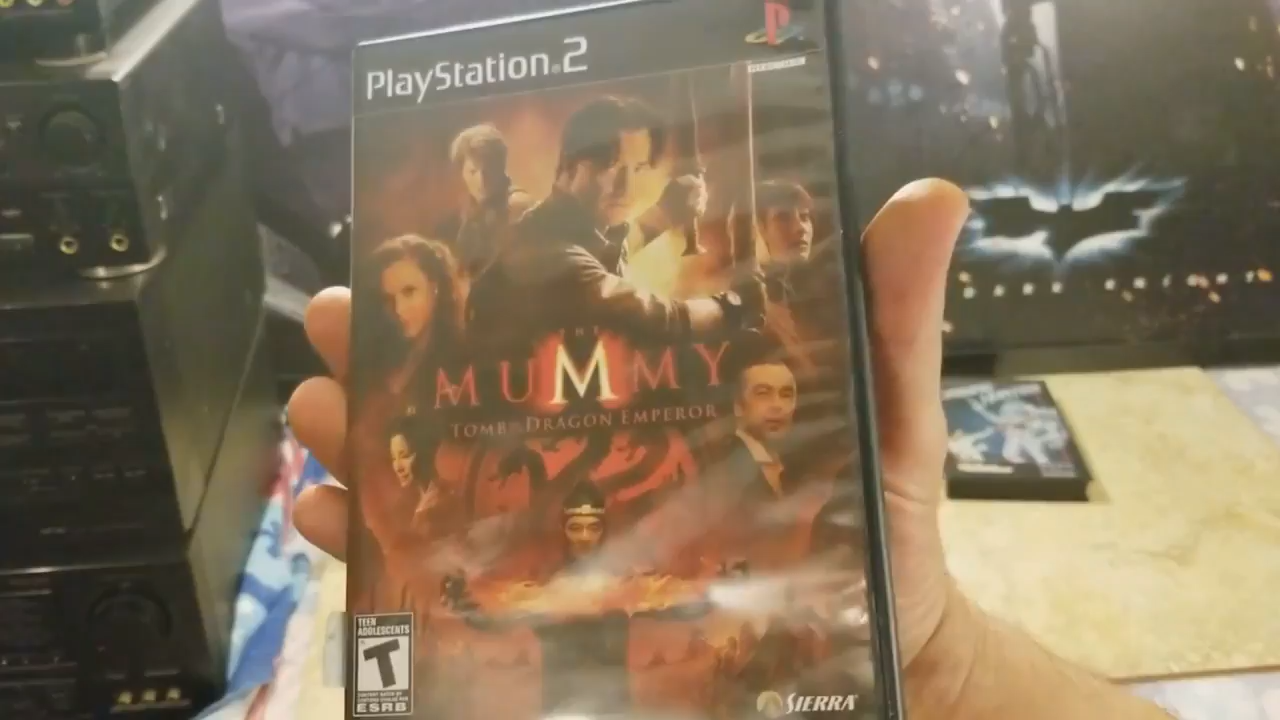 PlayStation.2
THE
MUMMY
TOMB OF THE DRAGON EMPEROR
TEEN
ADOLESCENTS
T
ESRB
SIERRA